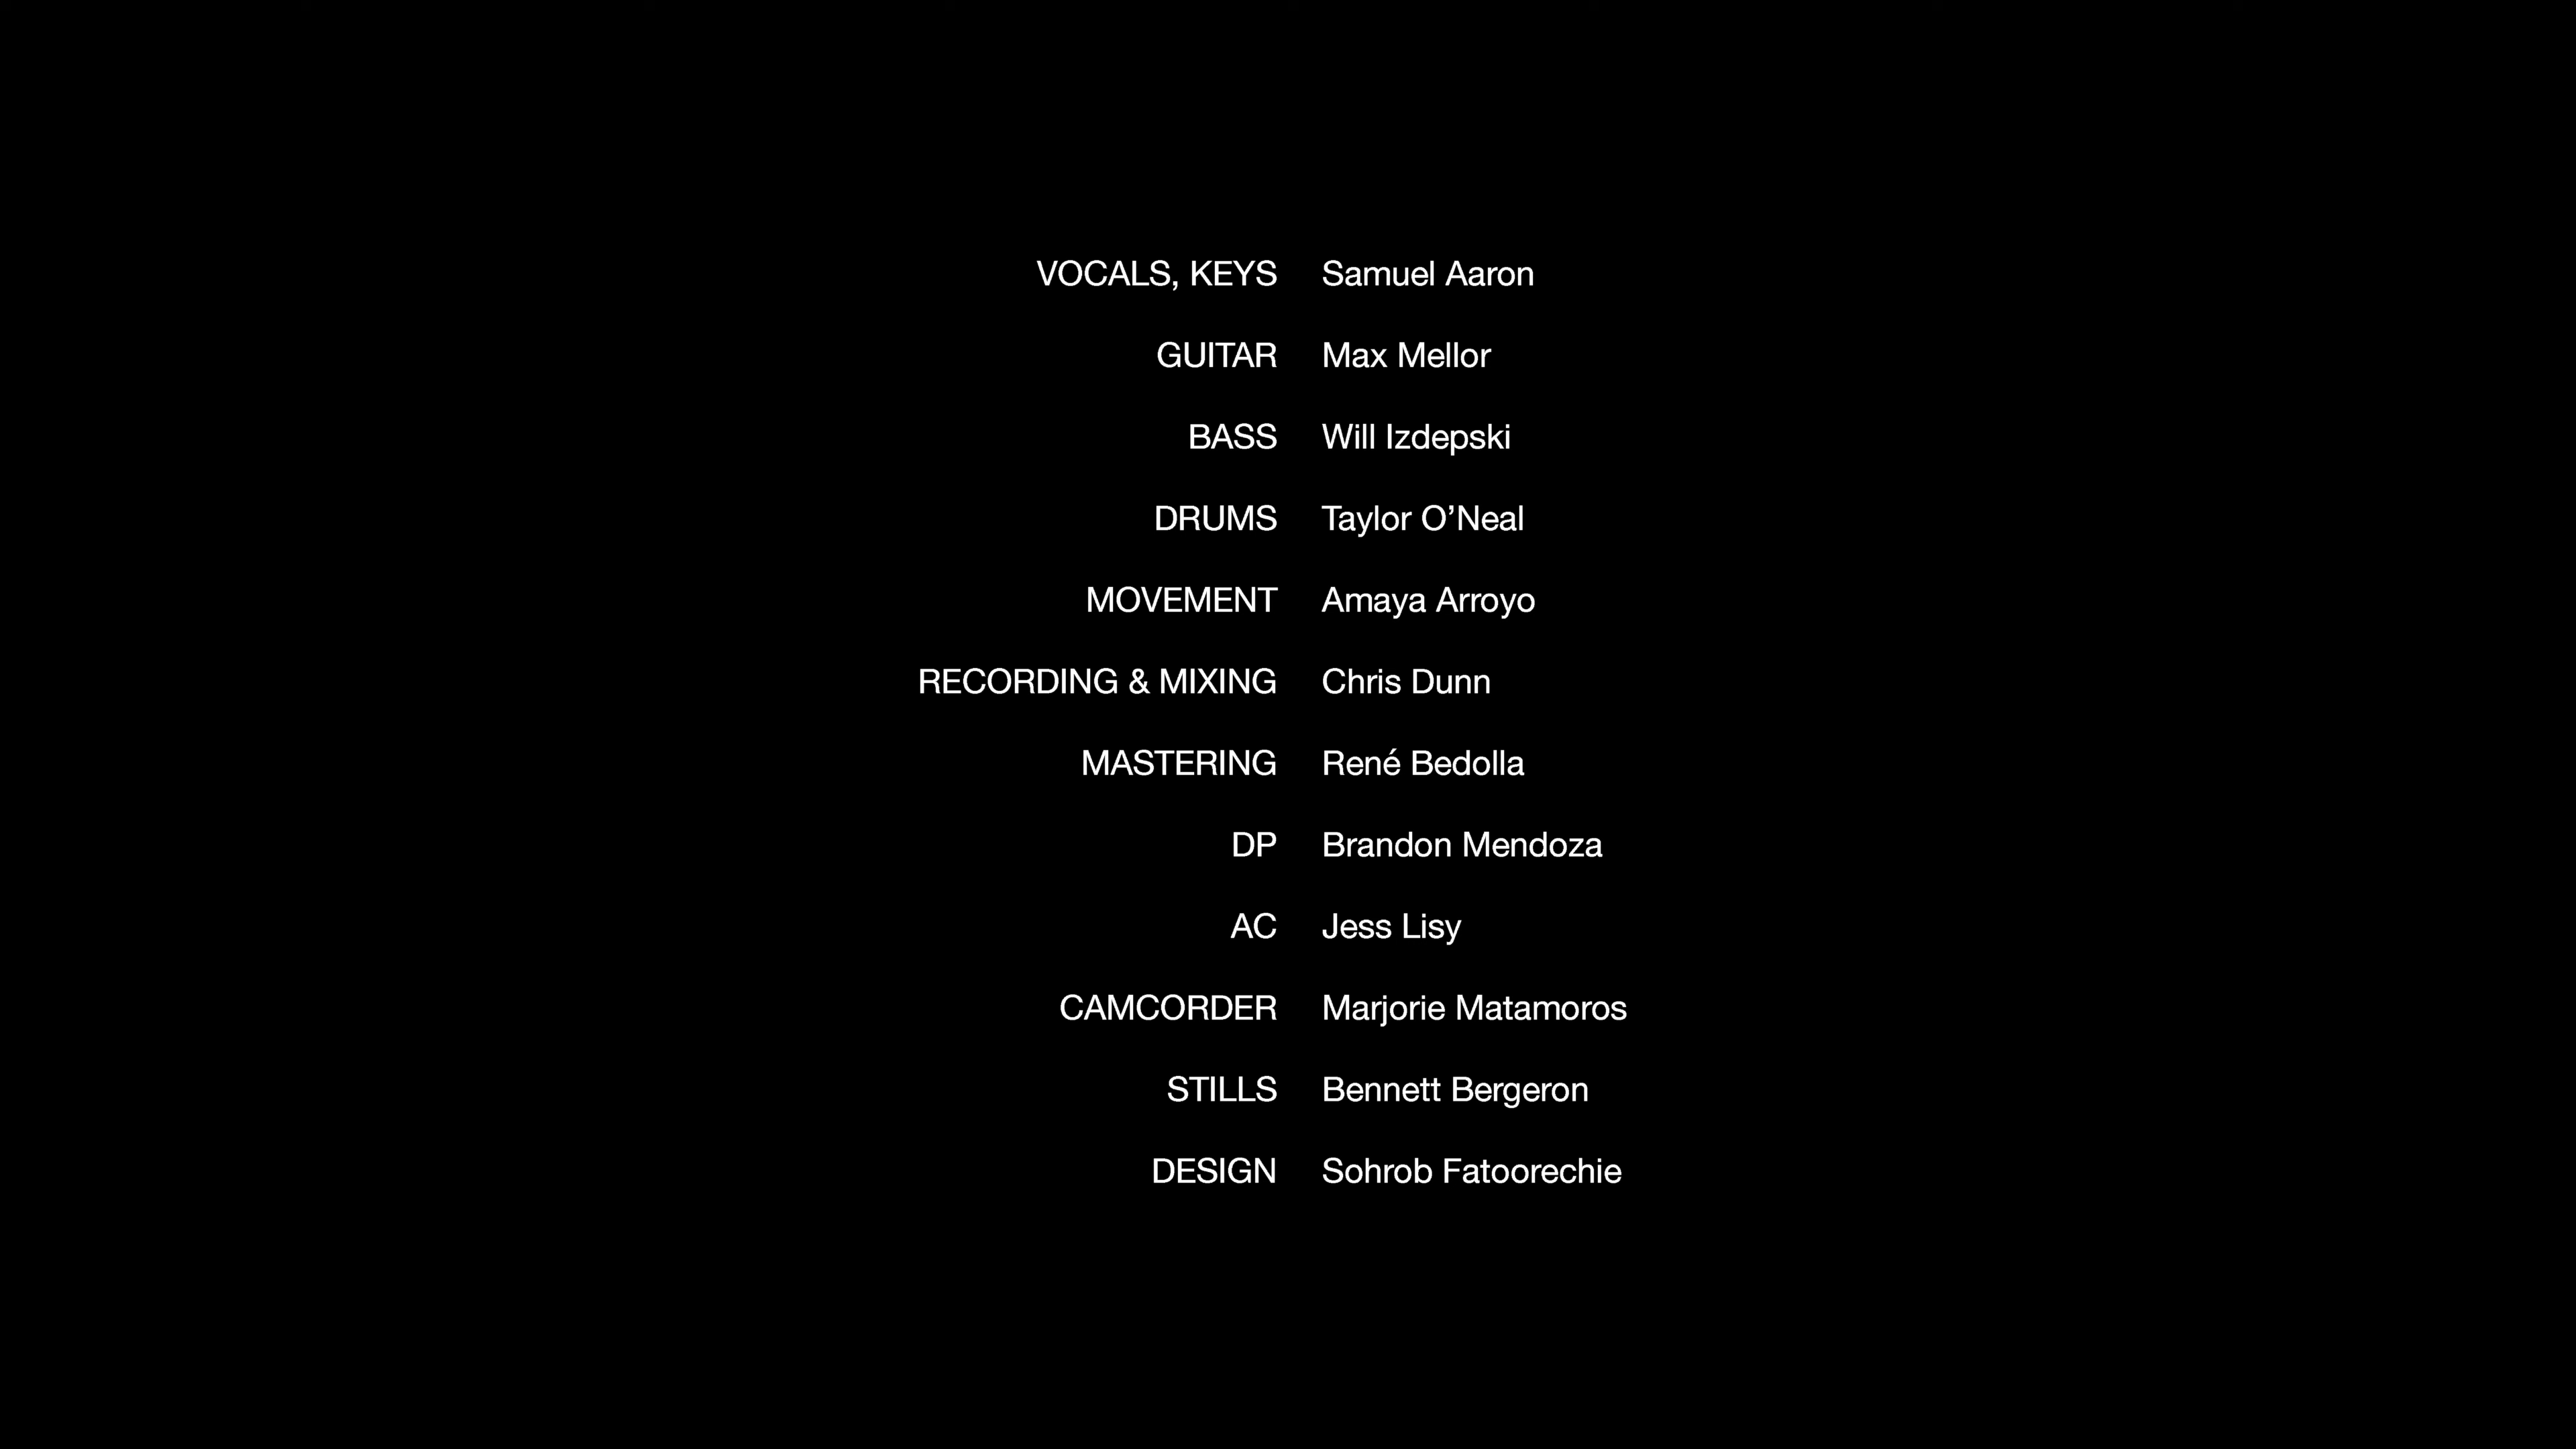 VOCALS, KEYS Samuel Aaron
GUITAR Max Mellor
BASS Will Izdepski
DRUMS Taylor O’Neal
MOVEMENT Amaya Arroyo
RECORDING & MIXING Chris Dunn
MASTERING René Bedolla
DP Brandon Mendoza
AC Jess Lisy
CAMCORDER Marjorie Matamoros
STILLS Bennett Bergeron
DESIGN Sohrob Fatoorechie